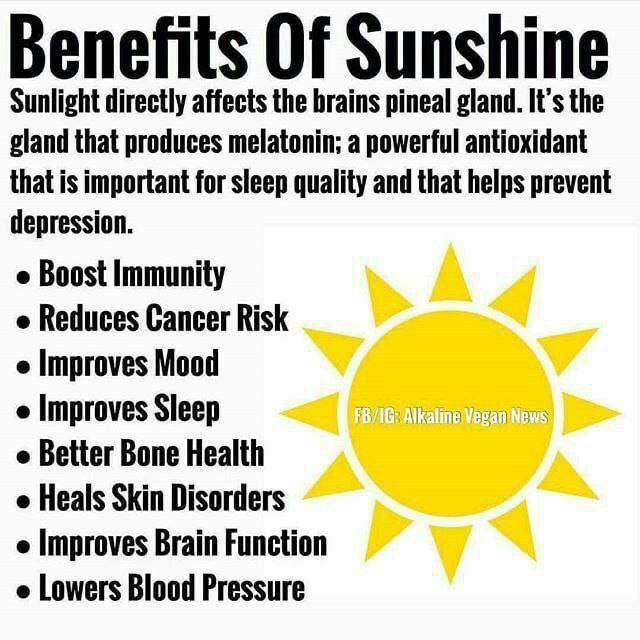 Benefits Of Sunshine
Sunlight directly affects the brains pineal gland. It's the
gland that produces melatonin; a powerful antioxidant
that is important for sleep quality and that helps prevent
depression.
• Boost Immunity
• Reduces Cancer Risk
• Improves Mood
• Improves Sleep
• Better Bone Health
• Heals Skin Disorders
• Improves Brain Function
• Lowers Blood Pressure
FB/IG: Alkaline Vegan News